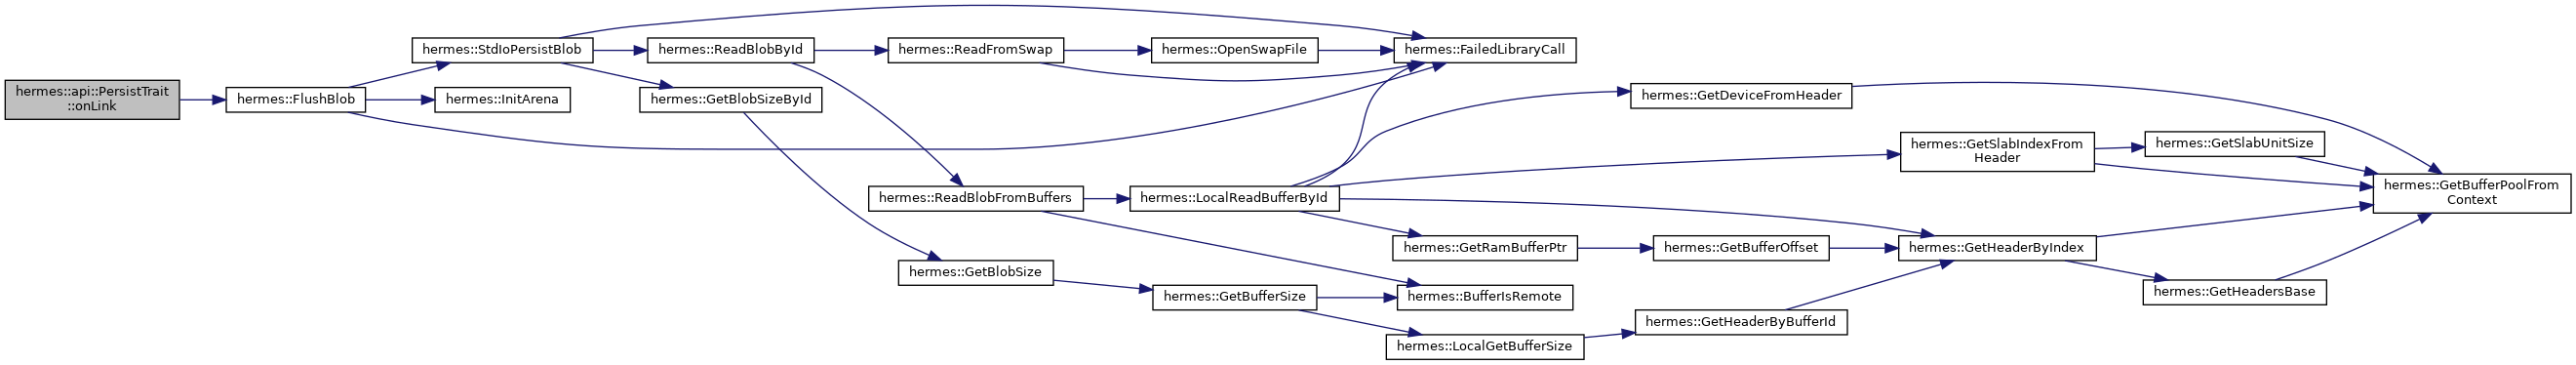 hermes::api::PersistTrait
::onLink
hermes::FlushBlob
hermes::StdIoPersistBlob
hermes::InitArena
hermes::ReadBlobById
hermes::GetBlobSizeById
hermes::ReadFromSwap
hermes::ReadBlobFromBuffers
hermes::GetBlobSize
hermes::OpenSwapFile
hermes::LocalReadBufferById
hermes::GetBufferSize
hermes::FailedLibraryCall
hermes::GetRamBufferPtr
hermes::BufferIsRemote
hermes::LocalGetBufferSize
hermes::GetDeviceFromHeader
hermes::GetBufferOffset
hermes::GetHeaderByBufferId
hermes::GetSlabIndexFrom
Header
hermes::GetHeaderByIndex
hermes::GetSlabUnitSize
hermes::GetHeadersBase
hermes::GetBufferPoolFrom
Context